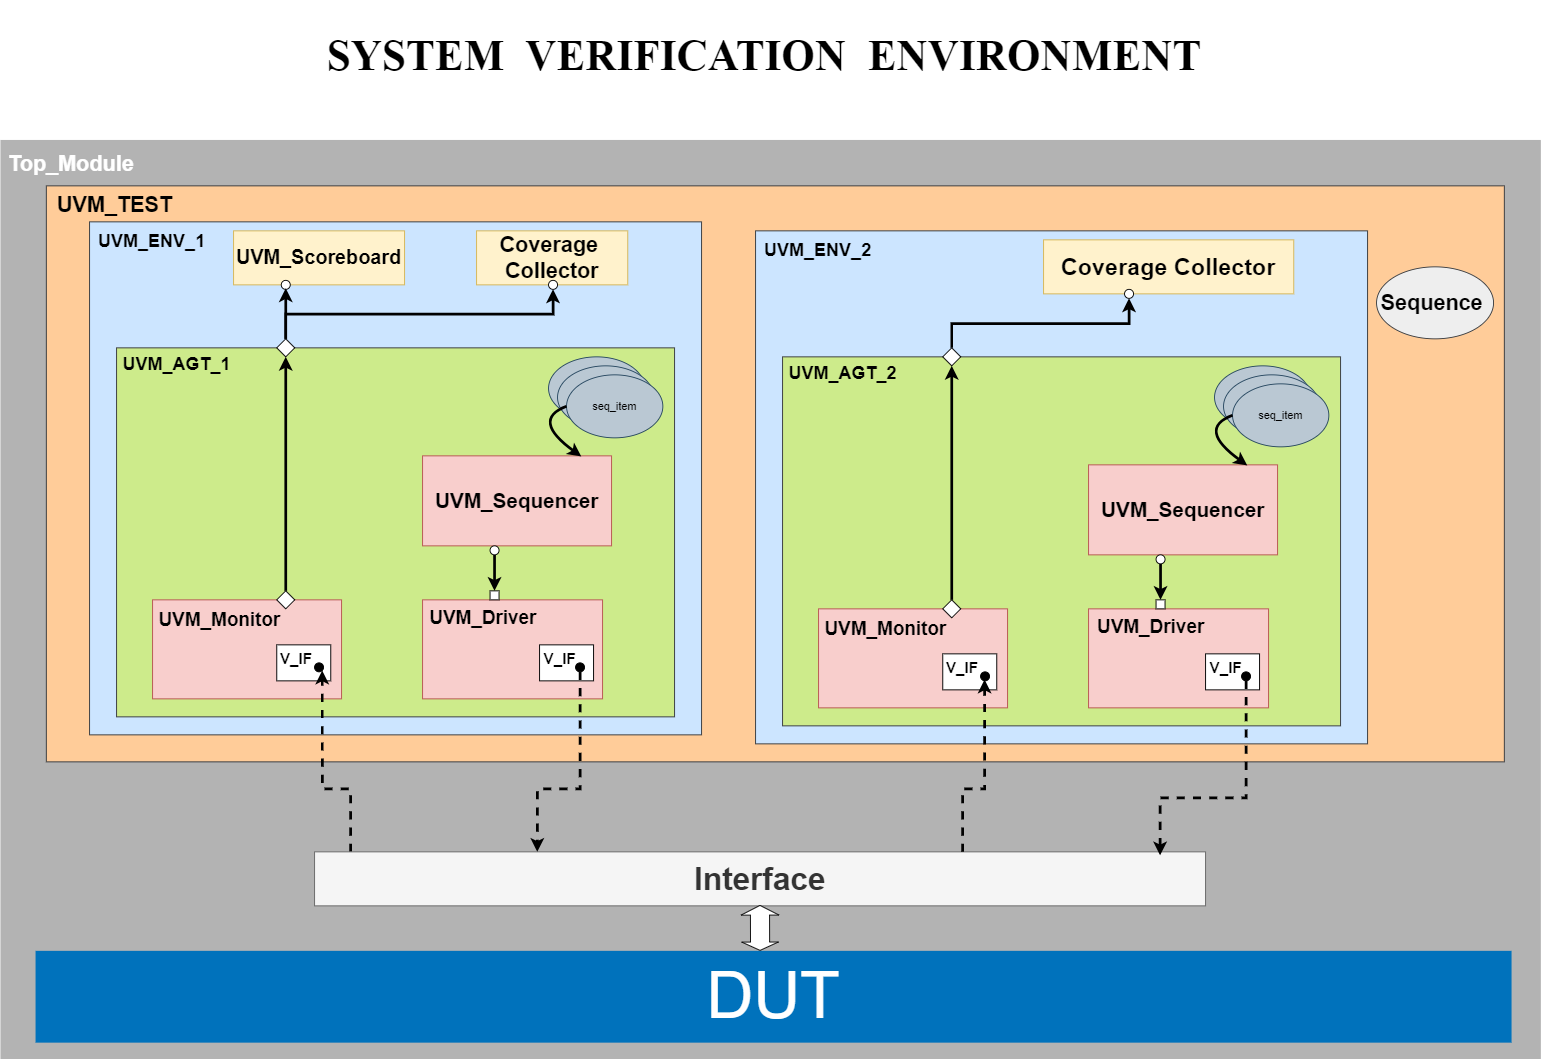 SYSTEM VERIFICATION ENVIRONMENT
Top_Module
UVM_TEST
UVM_ENV_1
UVM_Scoreboard
Coverage
Collector
UVM_AGT_1
seq_item
UVM_Sequencer
UVM_Monitor
V_IF
UVM_Driver
V_IF
UVM_ENV_2
Coverage Collector
UVM_AGT_2
seq_item
UVM_Sequencer
UVM_Monitor
V_IF
UVM_Driver
V_IF
Sequence
Interface
DUT